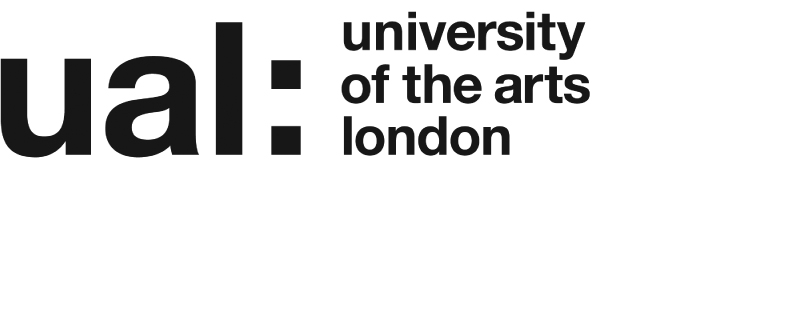 ual:
university
of the arts
london